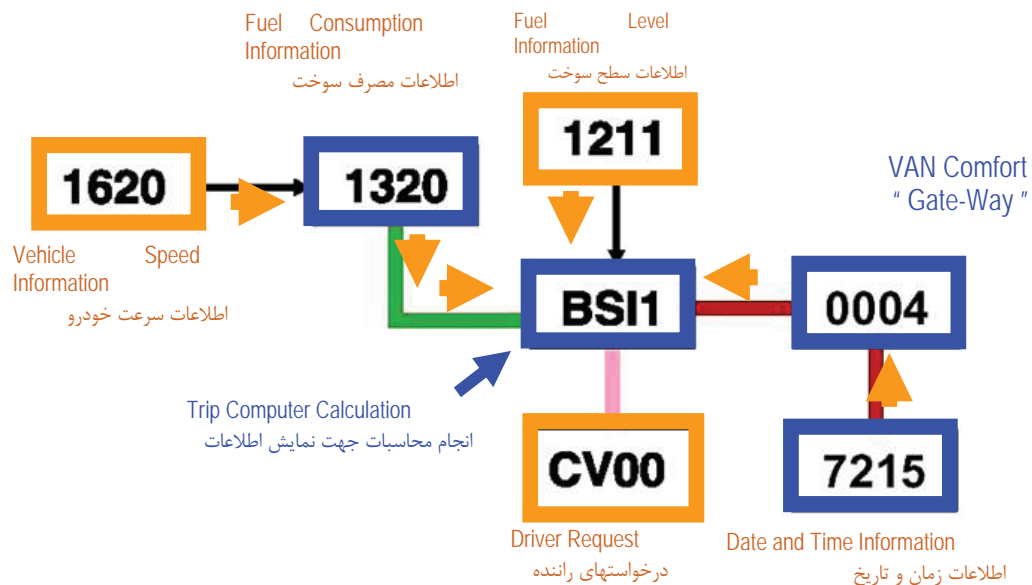 Fuel Consumption
Information
اطلاعات مصرف سوخت
Fuel Level
Information
اطلاعات سطح سوخت
1620
1320
1211
VAN Comfort
“ Gate-Way ”
Vehicle Speed
Information
اطلاعات سرعت خودرو
BSI1
0004
Trip Computer Calculation
انجام محاسبات جهت نمایش اطلاعات
CV00
7215
Driver Request
درخواستهای راننده
Date and Time Information
اطلاعات زمان و تاریخ